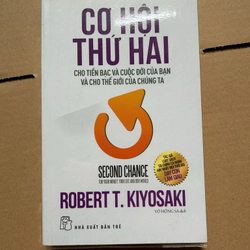 CƠ HỘI
THỨ HAI
CHO TIỀN BẠC VÀ CUỘC ĐỜI CỦA BẠN
VÀ CHO THẾ GIỚI CỦA CHÚNG TA
SECOND CHANCE
ROBERT T. KIYOSAKI
NHÀ XUẤT BẢN TRẺ